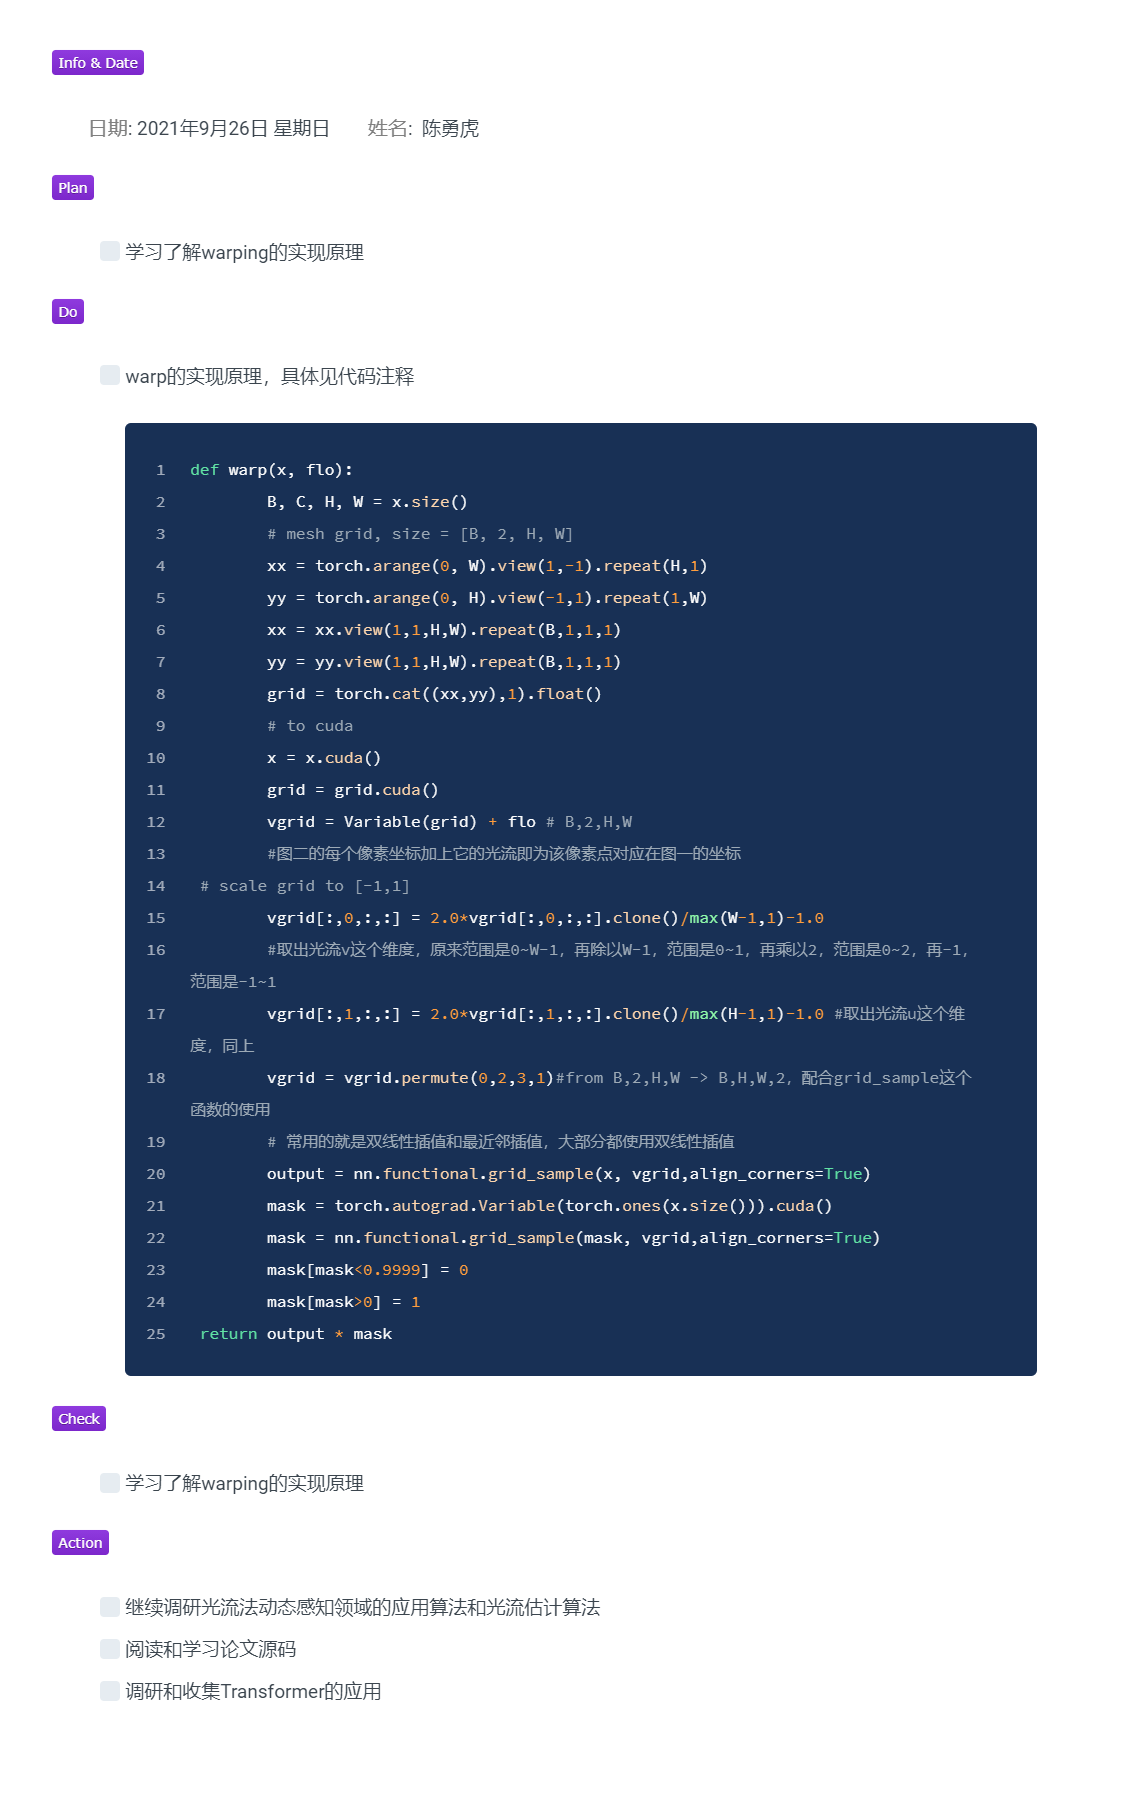 Info & Date
日期: 2021年9月26日 星期日 姓名: 陈勇虎
Plan
学习了解warping的实现原理
Do
warp的实现原理，具体见代码注释
1 def warp(x, flo):
2 B, C, H, W = x.size()
3 # mesh grid, size = [B, 2, H, W]
4 xx = torch.arange(0, W).view(1,-1).repeat(H,1)
5 yy = torch.arange(0, H).view(-1,1).repeat(1,W)
6 xx = xx.view(1,1,H,W).repeat(B,1,1,1)
7 yy = yy.view(1,1,H,W).repeat(B,1,1,1)
8 grid = torch.cat((xx,yy),1).float()
9 # to cuda
10 x = x.cuda()
11 grid = grid.cuda()
12 vgrid = Variable(grid) + flo # B,2,H,W
13 #图二的每个像素坐标加上它的光流即为该像素点对应在图一的坐标
14 # scale grid to [-1,1]
15 vgrid[:,0,:,:] = 2.0*vgrid[:,0,:,:].clone()/max(W-1,1)-1.0
16 #取出光流v这个维度，原来范围是0~W-1，再除以W-1，范围是0~1，再乘以2，范围是0~2，再-1，
范围是-1~1
17 vgrid[:,1,:,:] = 2.0*vgrid[:,1,:,:].clone()/max(H-1,1)-1.0 #取出光流u这个维
度，同上
18 vgrid = vgrid.permute(0,2,3,1)#from B,2,H,W -> B,H,W,2，配合grid_sample这个
函数的使用
19 # 常用的就是双线性插值和最近邻插值，大部分都使用双线性插值
20 output = nn.functional.grid_sample(x, vgrid,align_corners=True)
21 mask = torch.autograd.Variable(torch.ones(x.size())).cuda()
22 mask = nn.functional.grid_sample(mask, vgrid,align_corners=True)
23 mask[mask<0.9999] = 0
24 mask[mask>0] = 1
25 return output * mask
Check
学习了解warping的实现原理
Action
继续调研光流法动态感知领域的应用算法和光流估计算法
阅读和学习论文源码
调研和收集Transformer的应用